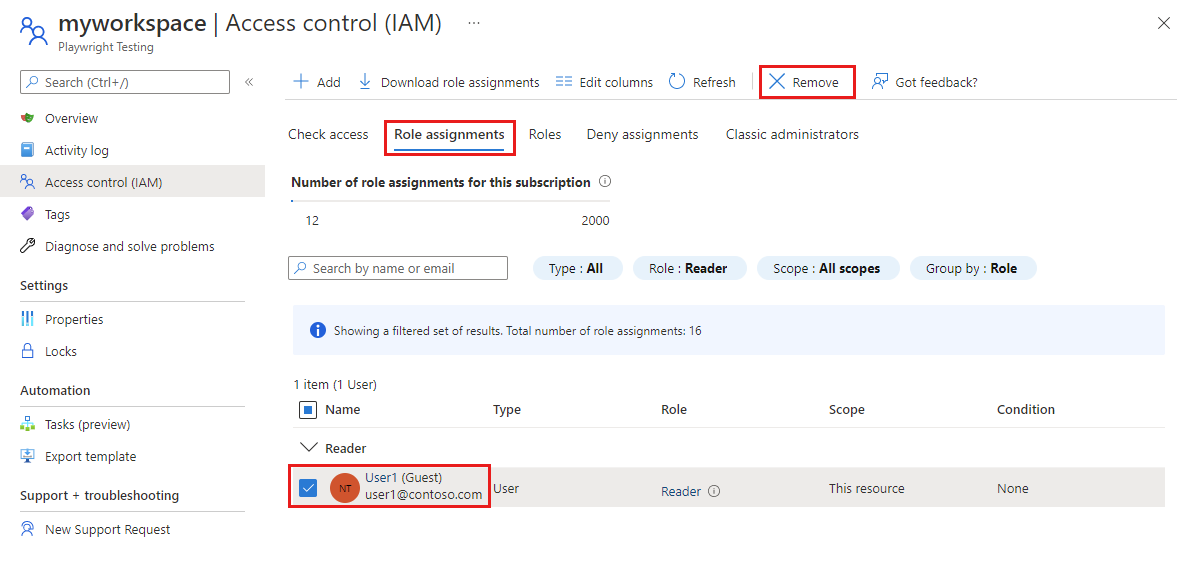 myworkspace | Access control (IAM) ...
Playwright Testing
Search (Ctrl+/)
Overview
Activity log
Access control (IAM)
Tags
Diagnose and solve problems
Settings
Properties
Locks
Automation
Tasks (preview)
Export template
Support + troubleshooting
New Support Request
Add Download role assignments Edit columns Refresh Remove Got feedback?
Check access Role assignments Roles Deny assignments Classic administrators
Number of role assignments for this subscription
12 2000
Search by name or email Type : All Role : Reader Scope : All scopes Group by : Role
Showing a filtered set of results. Total number of role assignments: 16
1 item (1 User)
Name Type Role Scope Condition
Reader
NT User1 (Guest)
user1@contoso.com User Reader This resource None